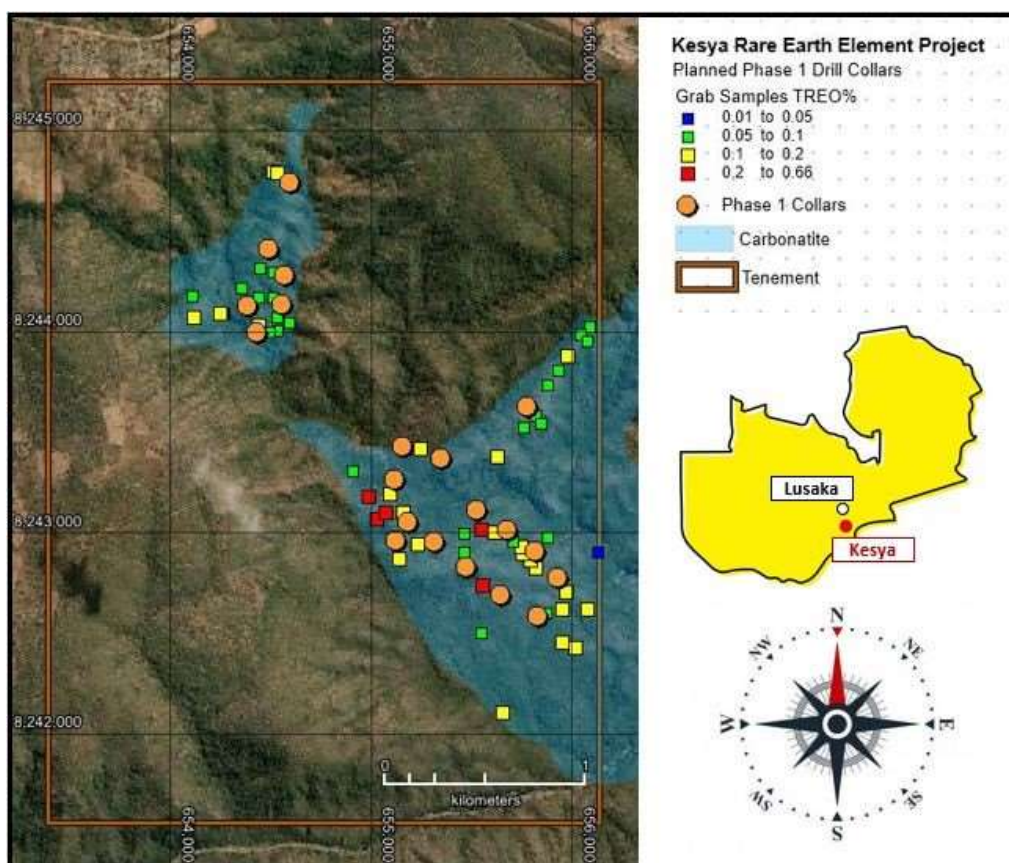 654,000
655,000
656,000
8,245,000
8,244,000
8,243,000
8,242,000
0
1
kilometers
654,000
655,000
656,000
Kesya Rare Earth Element Project
Planned Phase 1 Drill Collars
Grab Samples TREO%
0.01 to 0.05
0.05 to 0.1
0.1 to 0.2
0.2 to 0.66
Phase 1 Collars
Carbonatite
Tenement
Lusaka
Kesya
N
NW
NE
W
E
SW
SE
S